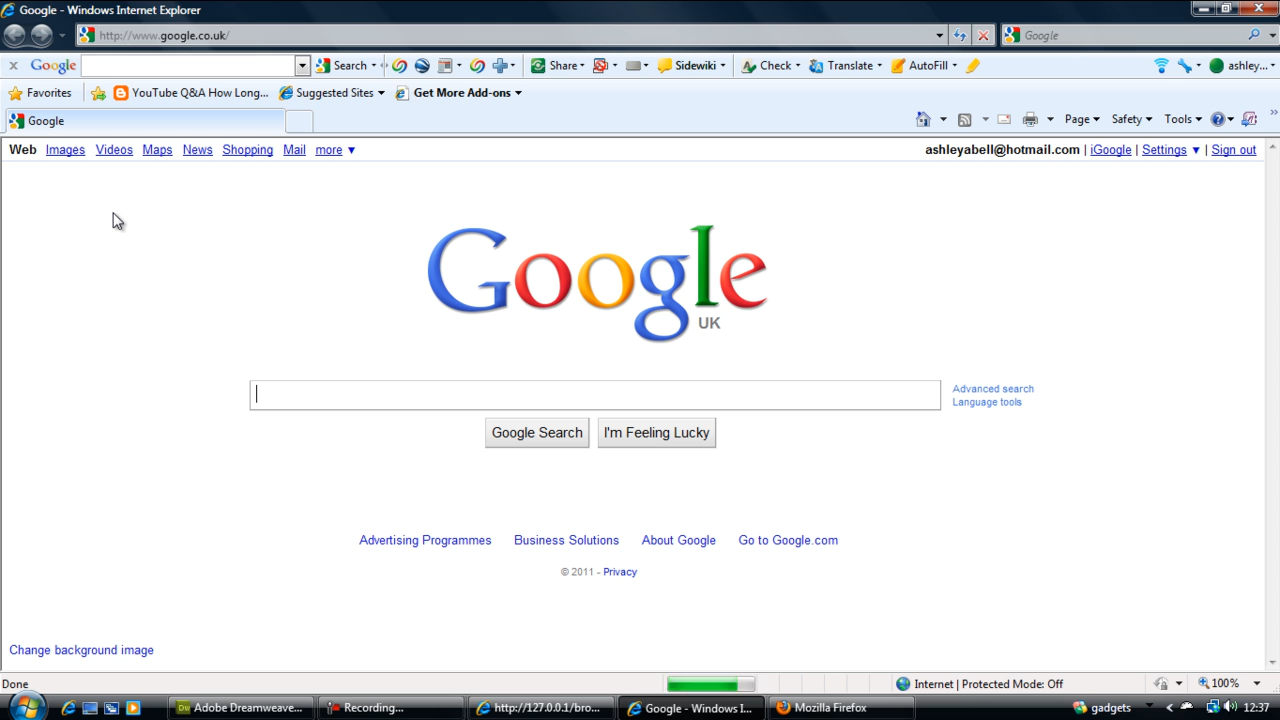 Google - Windows Internet Explorer
http://www.google.co.uk/
Google
Google Search Share Sidewiki Check Translate AutoFill ashley...
Favorites YouTube Q&A How Long... Suggested Sites Get More Add-ons
Google Page Safety Tools
Web Images Videos Maps News Shopping Mail more ▼ ashleyabell@hotmail.com | iGoogle | Settings ▼ | Sign out
Google
UK
Advanced search
Language tools
Google Search I'm Feeling Lucky
Advertising Programmes Business Solutions About Google Go to Google.com
© 2011 - Privacy
Change background image
Done Internet | Protected Mode: Off 100%
Adobe Dreamweave... Recording... http://127.0.0.1/bro... Google - Windows I... Mozilla Firefox gadgets 12:37